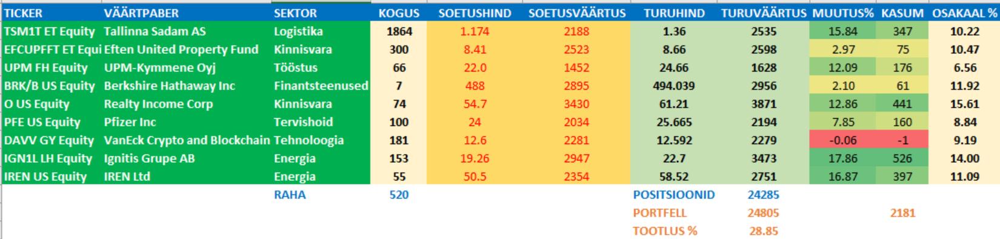 TICKER VÄÄRTPABER SEKTOR KOGUS SOETUSHIND SOETUSVÄÄRTUS TURUHIND TURUVÄÄRTUS MUUTUS% KASUM OSAKAAL %
TSM1T ET Equity Tallinna Sadam AS Logistika 1864 1.174 2188 1.36 2535 15.84 347 10.22
EFCUPFFT ET Equi Eften United Property Fund Kinnisvara 300 8.41 2523 8.66 2598 2.97 75 10.47
UPM FH Equity UPM-Kymmene Oyj Tööstus 66 22.0 1452 24.66 1628 12.09 176 6.56
BRK/B US Equity Berkshire Hathaway Inc Finantsteenused 7 488 2895 494.039 2956 2.10 61 11.92
O US Equity Realty Income Corp Kinnisvara 74 54.7 3430 61.21 3871 12.86 441 15.61
PFE US Equity Pfizer Inc Tervishoid 100 24 2034 25.665 2194 7.85 160 8.84
DAVV GY Equity VanEck Crypto and Blockchain Tehnoloogia 181 12.6 2281 12.592 2279 -0.06 -1 9.19
IGN1L LH Equity Ignitis Grupe AB Energia 153 19.26 2947 22.7 3473 17.86 526 14.00
IREN US Equity IREN Ltd Energia 55 50.5 2354 58.52 2751 16.87 397 11.09
RAHA 520 POSITSIOONID 24285
PORTFELL 24805 2181
TOOTLUS % 28.85